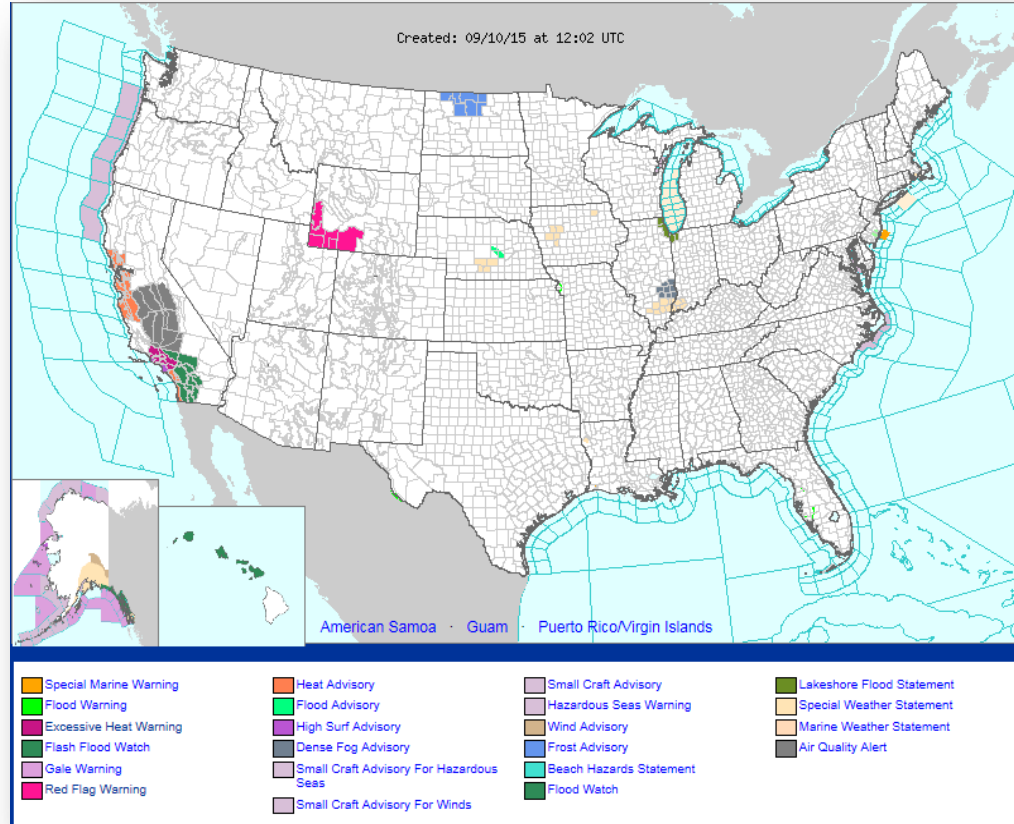 Created: 09/10/15 at 12:02 UTC
American Samoa · Guam · Puerto Rico/Virgin Islands
Special Marine Warning
Flood Warning
Excessive Heat Warning
Flash Flood Watch
Gale Warning
Red Flag Warning
Heat Advisory
Flood Advisory
High Surf Advisory
Dense Fog Advisory
Small Craft Advisory For Hazardous
Seas
Small Craft Advisory For Winds
Small Craft Advisory
Hazardous Seas Warning
Wind Advisory
Frost Advisory
Beach Hazards Statement
Flood Watch
Lakeshore Flood Statement
Special Weather Statement
Marine Weather Statement
Air Quality Alert